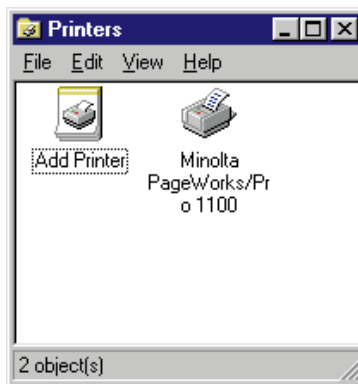 Printers
File Edit View Help
Add Printer
Minolta
PageWorks/Pr
o 1100
2 object(s)